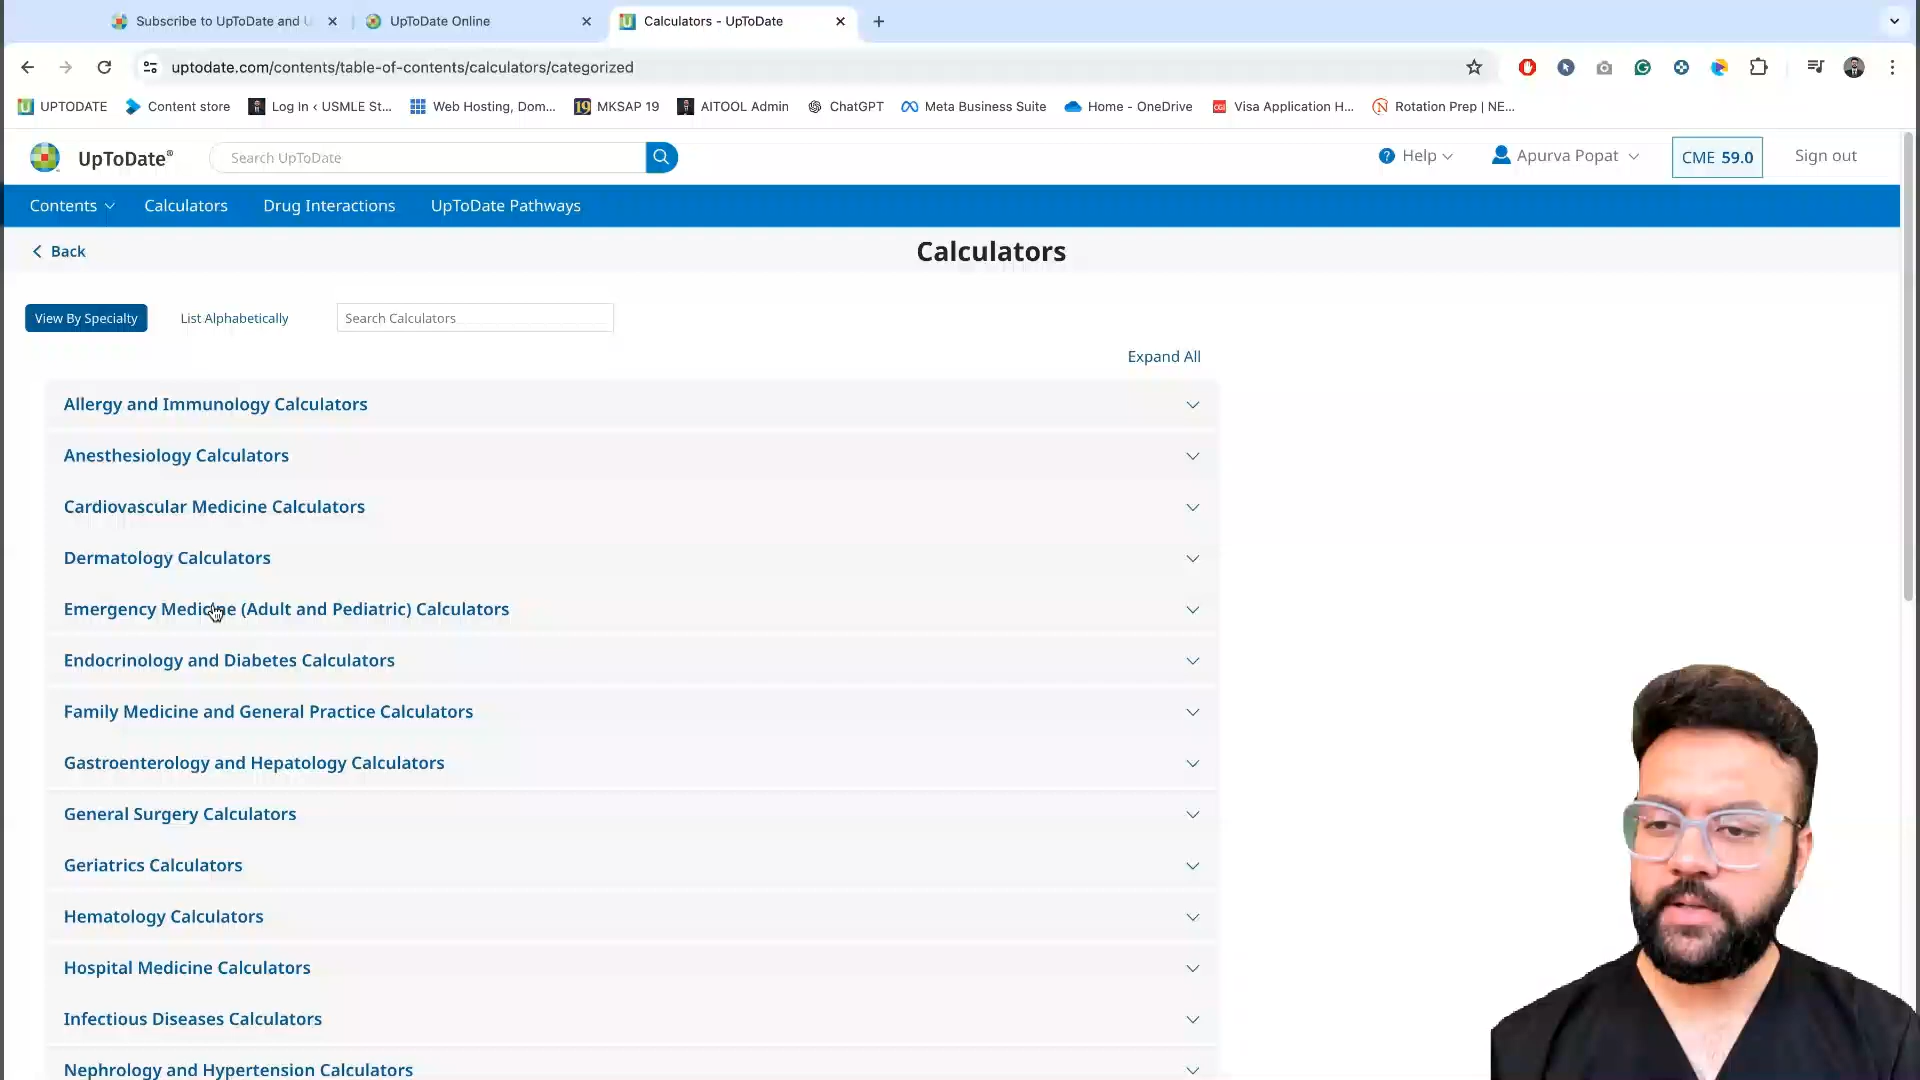 Subscribe to UpToDate and U
UpToDate Online
Calculators - UpToDate
uptodate.com/contents/table-of-contents/calculators/categorized
UPTODATE
Content store
Log In ‹ USMLE St...
Web Hosting, Dom...
19
MKSAP 19
AITOOL Admin
ChatGPT
Meta Business Suite
Home - OneDrive
CGI
Visa Application H...
Rotation Prep | NE...
UpToDate®
Search UpToDate
? Help
Apurva Popat
CME 59.0
Sign out
Contents
Calculators
Drug Interactions
UpToDate Pathways
Back
Calculators
View By Specialty
List Alphabetically
Search Calculators
Expand All
Allergy and Immunology Calculators
Anesthesiology Calculators
Cardiovascular Medicine Calculators
Dermatology Calculators
Emergency Medicine (Adult and Pediatric) Calculators
Endocrinology and Diabetes Calculators
Family Medicine and General Practice Calculators
Gastroenterology and Hepatology Calculators
General Surgery Calculators
Geriatrics Calculators
Hematology Calculators
Hospital Medicine Calculators
Infectious Diseases Calculators
Nephrology and Hypertension Calculators